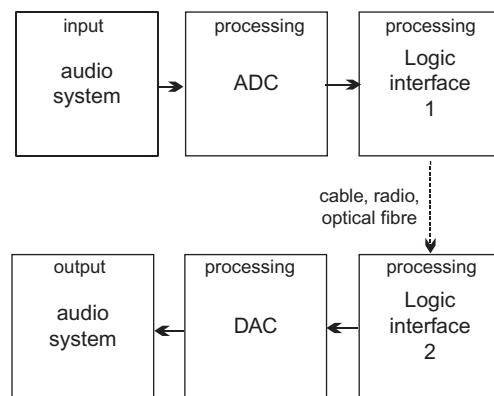 input
audio
system
processing
ADC
processing
Logic
interface
1
cable, radio,
optical fibre
output
audio
system
processing
DAC
processing
Logic
interface
2